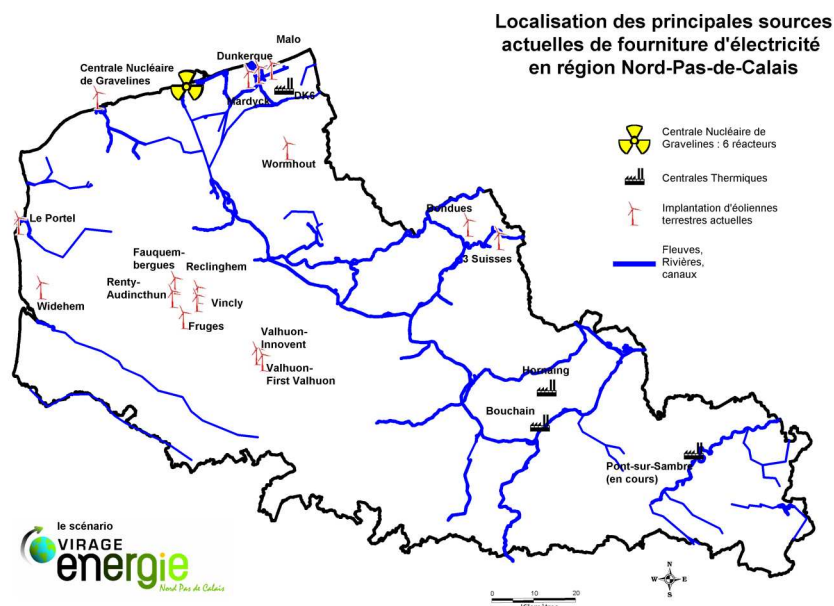 Localisation des principales sources
actuelles de fourniture d'électricité
en région Nord-Pas-de-Calais
Malo
Dunkerque
Centrale Nucléaire
de Gravelines
Mardyck
DK6
Wormhout
Centrale Nucléaire de
Gravelines : 6 réacteurs
Centrales Thermiques
Implantation d'éoliennes
terrestres actuelles
Fleuves,
Rivières,
canaux
Le Portel
Bondues
3 Suisses
Fauquem-
bergues
Reclinghem
Renty-
Audincthun
Vincly
Widehem
Fruges
Valhuon-
Innovent
Valhuon-
First Valhuon
Hornaing
Bouchain
Pont-sur-Sambre
(en cours)
le scénario
VIRAGE
énergie
Nord Pas de Calais
N
W E
S
0 10 20
Kilomètre